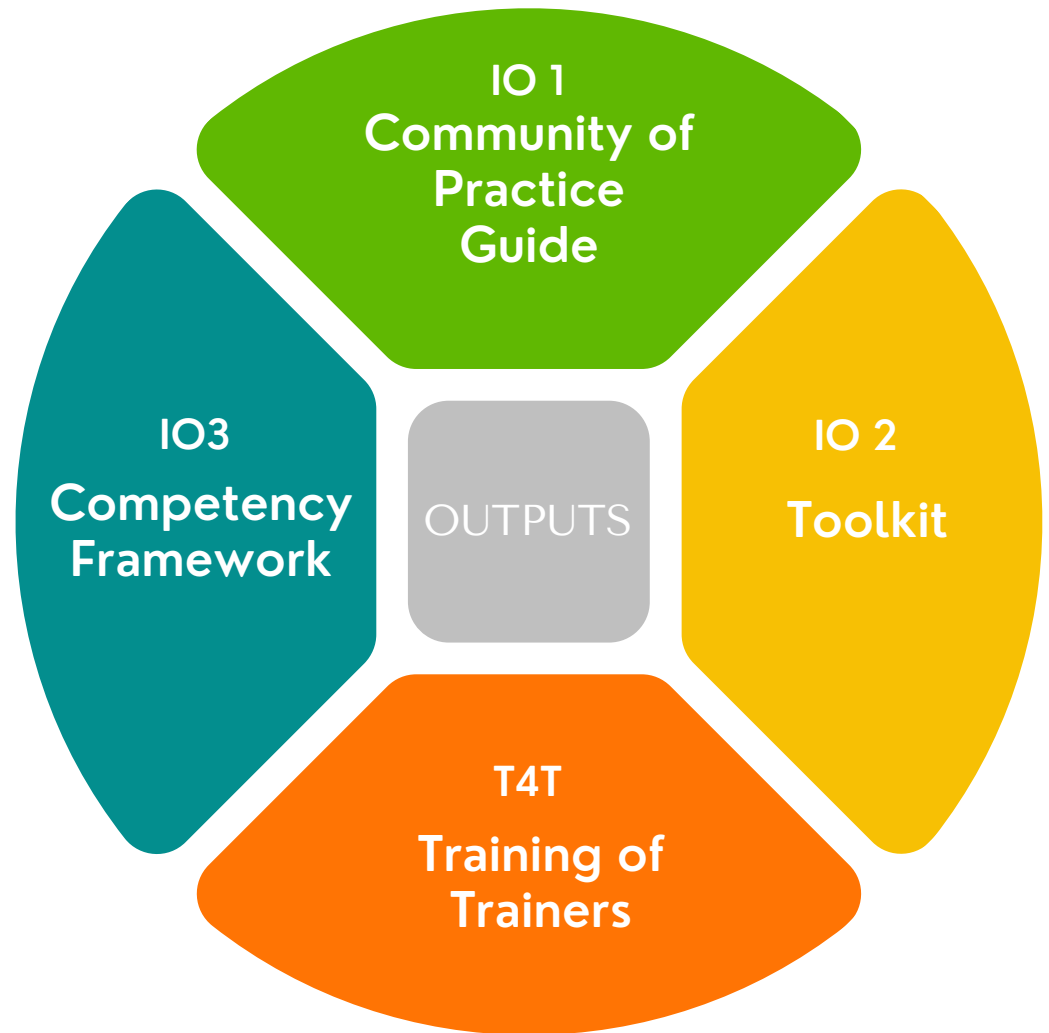 IO 1
Community of
Practice
Guide
IO3
Competency
Framework
OUTPUTS
IO 2
Toolkit
T4T
Training of
Trainers